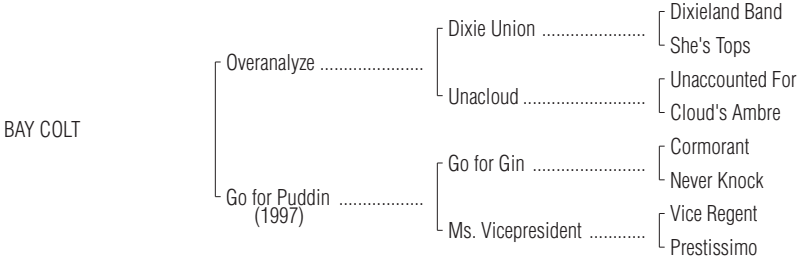 Dixieland Band
Dixie Union ......................
She's Tops
Overanalyze ......................
Unaccounted For
Unacloud ..........................
Cloud's Ambre
BAY COLT
Cormorant
Go for Gin ........................
Never Knock
Go for Puddin ..................
(1997)
Vice Regent
Ms. Vicepresident ............
Prestissimo